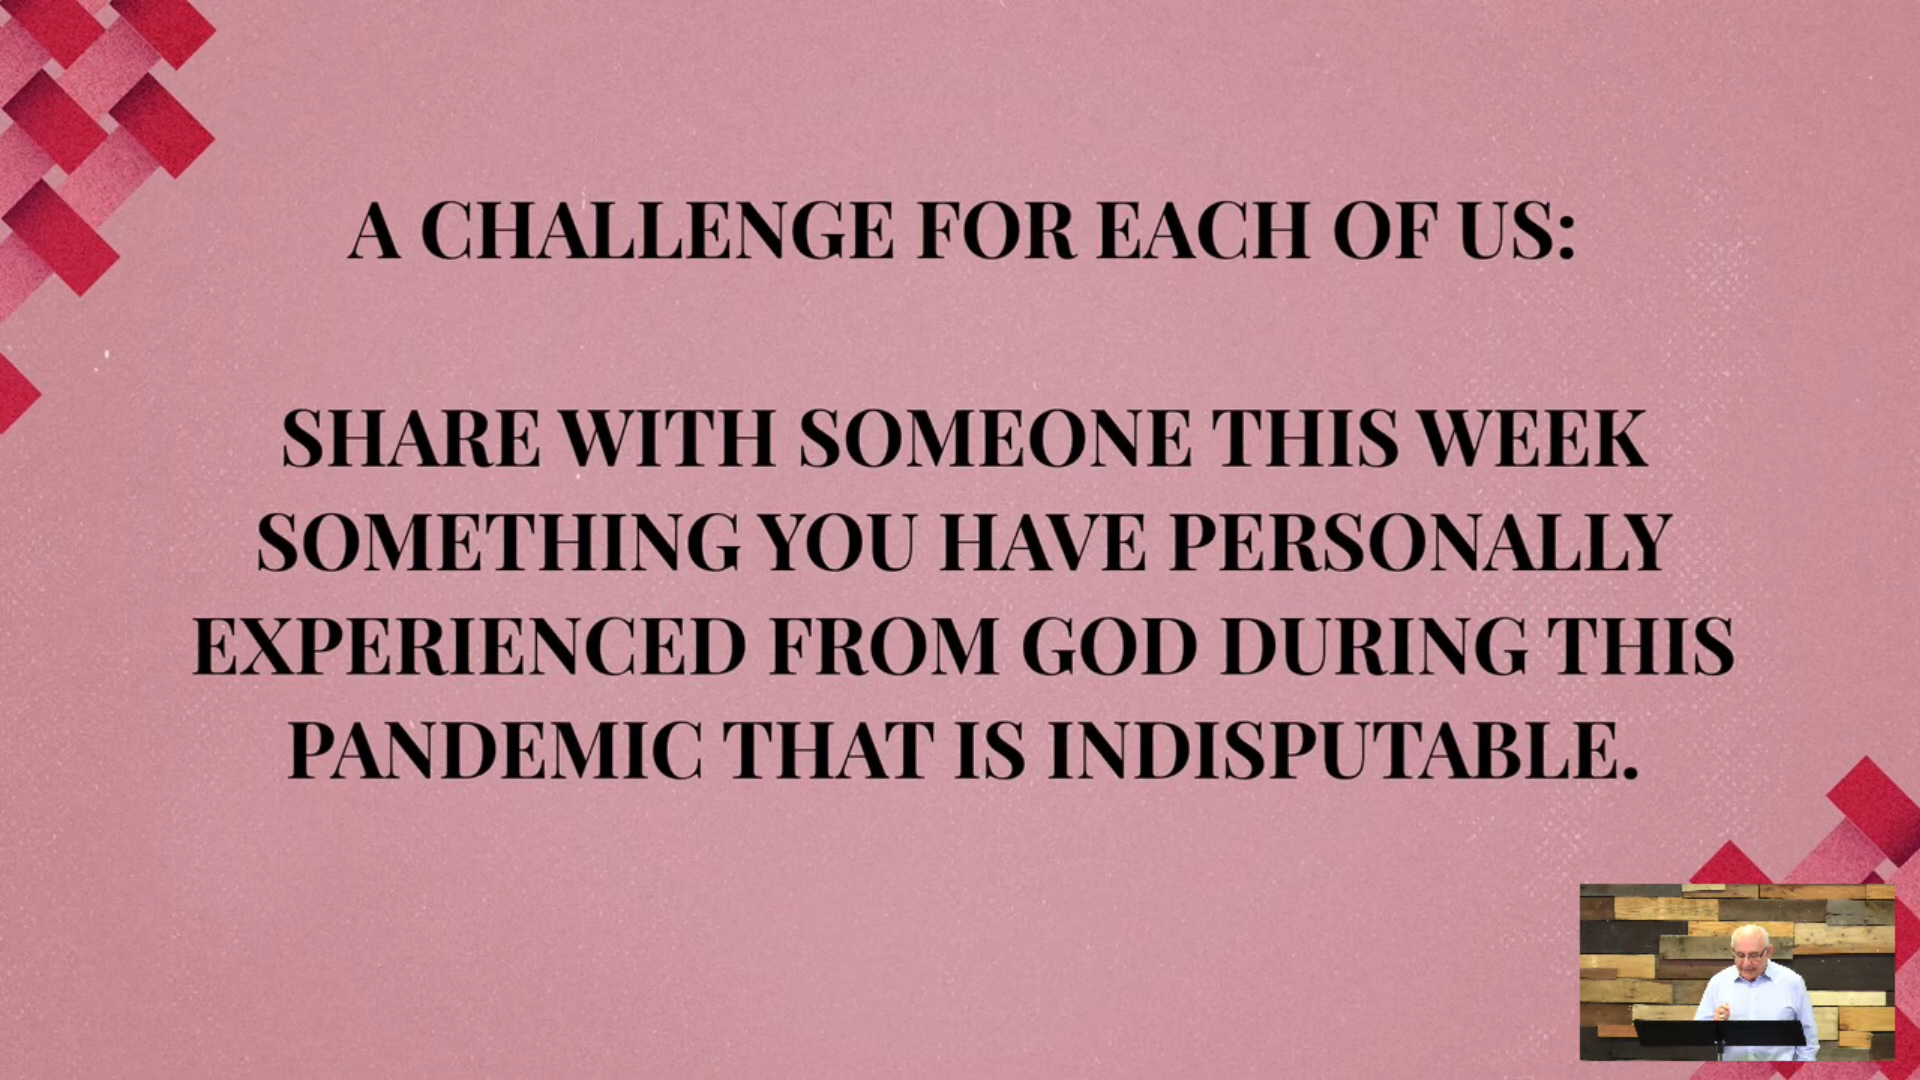 A CHALLENGE FOR EACH OF US:
SHARE WITH SOMEONE THIS WEEK
SOMETHING YOU HAVE PERSONALLY
EXPERIENCED FROM GOD DURING THIS
PANDEMIC THAT IS INDISPUTABLE.